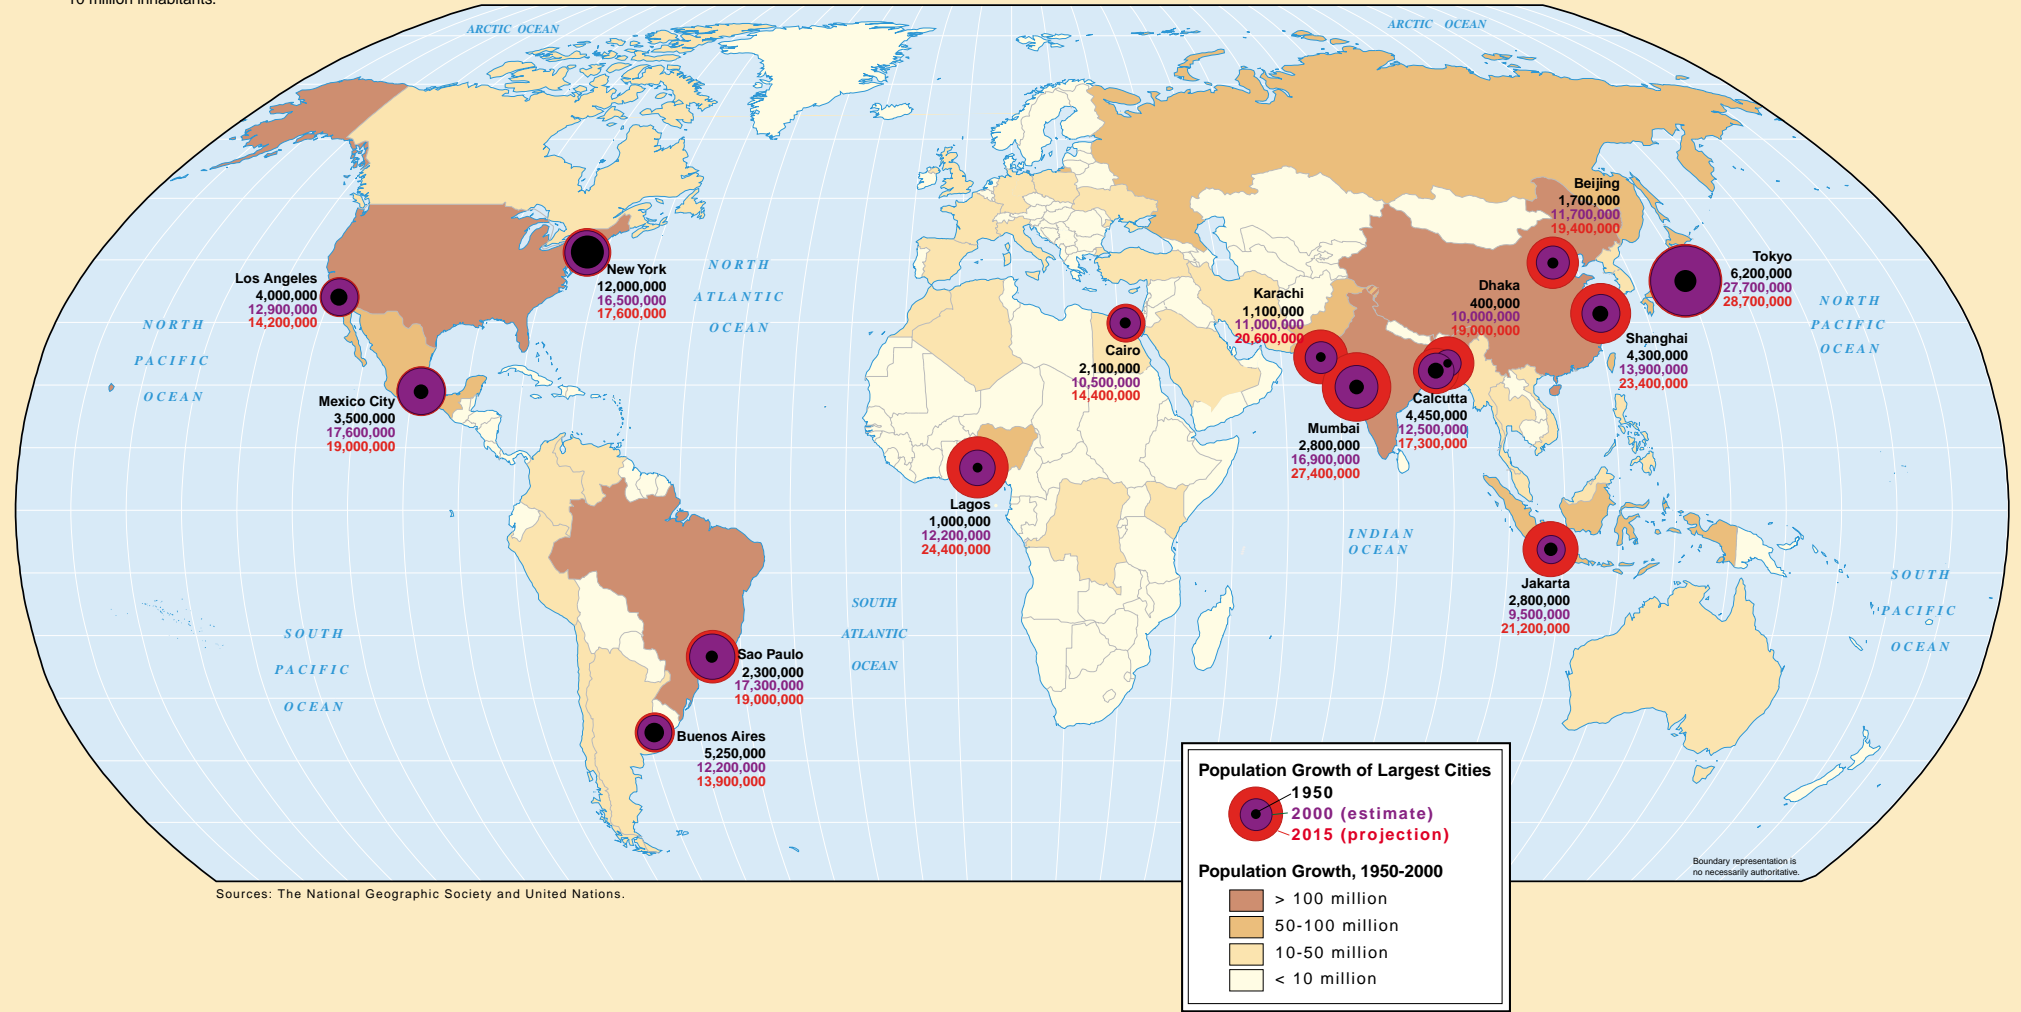 10 million inhabitants.
ARCTIC OCEAN
ARCTIC OCEAN
Beijing
1,700,000
11,700,000
19,400,000
Tokyo
6,200,000
27,700,000
28,700,000
New York
12,000,000
16,500,000
17,600,000
Los Angeles
4,000,000
12,900,000
14,200,000
NORTH
ATLANTIC
OCEAN
Karachi
1,100,000
11,000,000
20,600,000
Dhaka
400,000
10,000,000
19,000,000
NORTH
PACIFIC
OCEAN
NORTH
PACIFIC
OCEAN
Shanghai
4,300,000
13,900,000
23,400,000
Cairo
2,100,000
10,500,000
14,400,000
Mexico City
3,500,000
17,600,000
19,000,000
Calcutta
4,450,000
12,500,000
17,300,000
Mumbai
2,800,000
16,900,000
27,400,000
Lagos
1,000,000
12,200,000
24,400,000
INDIAN
OCEAN
Jakarta
2,800,000
9,500,000
21,200,000
SOUTH
PACIFIC
OCEAN
SOUTH
ATLANTIC
OCEAN
SOUTH
PACIFIC
OCEAN
Sao Paulo
2,300,000
17,300,000
19,000,000
Buenos Aires
5,250,000
12,200,000
13,900,000
Population Growth of Largest Cities
1950
2000 (estimate)
2015 (projection)
Population Growth, 1950-2000
> 100 million
50-100 million
10-50 million
< 10 million
Boundary representation is
no necessarily authoritative.
Sources: The National Geographic Society and United Nations.